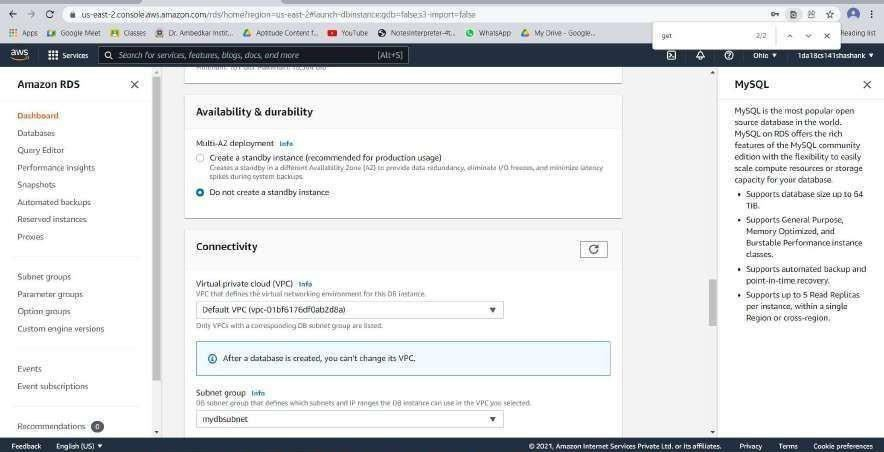 us-east-2.console.aws.amazon.com/rds/home?region=us-east-2#launch-dbinstance:gdb=false;s3-import=false
Apps
Google Meet
Classes
Dr. Ambedkar Instit...
Aptitude Content f...
YouTube
NotesInterpreter-4t...
WhatsApp
My Drive - Google...
get
2/2
Reading list
aws
Services
Search for services, features, blogs, docs, and more
[Alt+S]
Ohio
1da18cs141shashank
Amazon RDS
Dashboard
Databases
Query Editor
Performance insights
Snapshots
Automated backups
Reserved instances
Proxies
Subnet groups
Parameter groups
Option groups
Custom engine versions
Events
Event subscriptions
Recommendations 0
Availability & durability
Multi-AZ deployment Info
Create a standby instance (recommended for production usage)
Creates a standby in a different Availability Zone (AZ) to provide data redundancy, eliminate I/O freezes, and minimize latency
spikes during system backups.
Do not create a standby instance
Connectivity
Virtual private cloud (VPC) Info
VPC that defines the virtual networking environment for this DB instance.
Default VPC (vpc-01bf6176df0ab2d8a)
Only VPCs with a corresponding DB subnet group are listed.
After a database is created, you can't change its VPC.
Subnet group Info
DB subnet group that defines which subnets and IP ranges the DB instance can use in the VPC you selected.
mydbsubnet
MySQL
MySQL is the most popular open
source database in the world.
MySQL on RDS offers the rich
features of the MySQL community
edition with the flexibility to easily
scale compute resources or storage
capacity for your database.
• Supports database size up to 64
TiB.
• Supports General Purpose,
Memory Optimized, and
Burstable Performance instance
classes.
• Supports automated backup and
point-in-time recovery.
• Supports up to 5 Read Replicas
per instance, within a single
Region or cross-region.
Feedback
English (US)
© 2021, Amazon Internet Services Private Ltd. or its affiliates.
Privacy
Terms
Cookie preferences